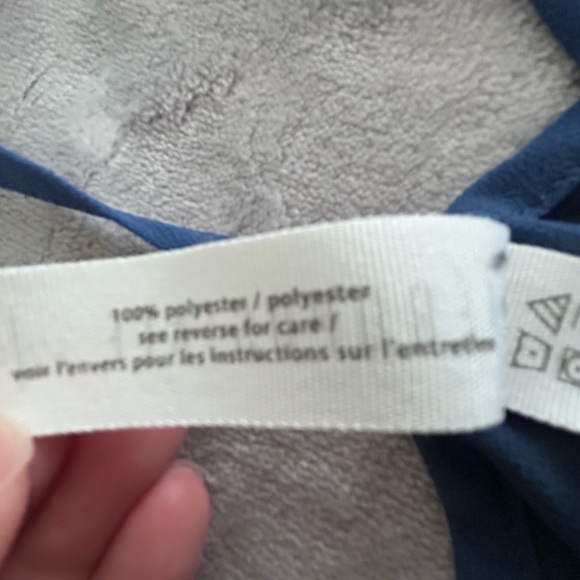 100% polyester / polyester
see reverse for care /
voir l'envers pour les instructions sur l'entretien